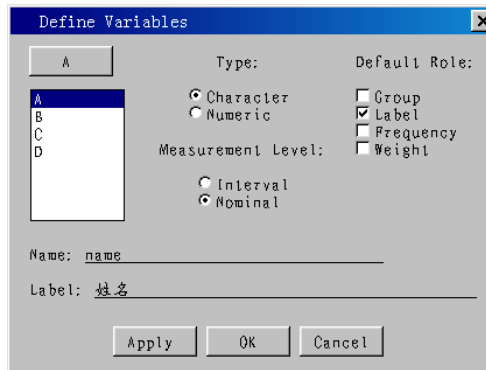 Define Variables
A
Type:
Default Role:
A
B
C
D
Character
Numeric
Group
Label
Frequency
Weight
Measurement Level:
Interval
Nominal
Name: name
Label: 姓名
Apply
OK
Cancel